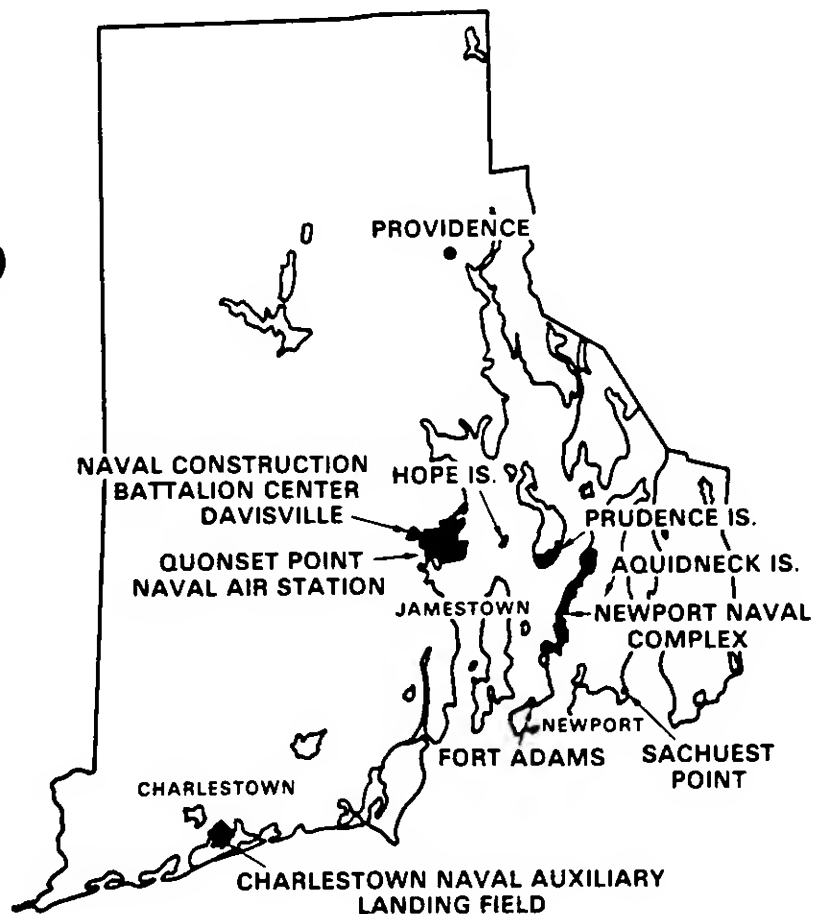 PROVIDENCE
NAVAL CONSTRUCTION
BATTALION CENTER
DAVISVILLE
HOPE IS.
PRUDENCE IS.
QUONSET POINT
NAVAL AIR STATION
AQUIDNECK IS.
JAMESTOWN
NEWPORT NAVAL
COMPLEX
NEWPORT
FORT ADAMS
SACHUEST
POINT
CHARLESTOWN
CHARLESTOWN NAVAL AUXILIARY
LANDING FIELD